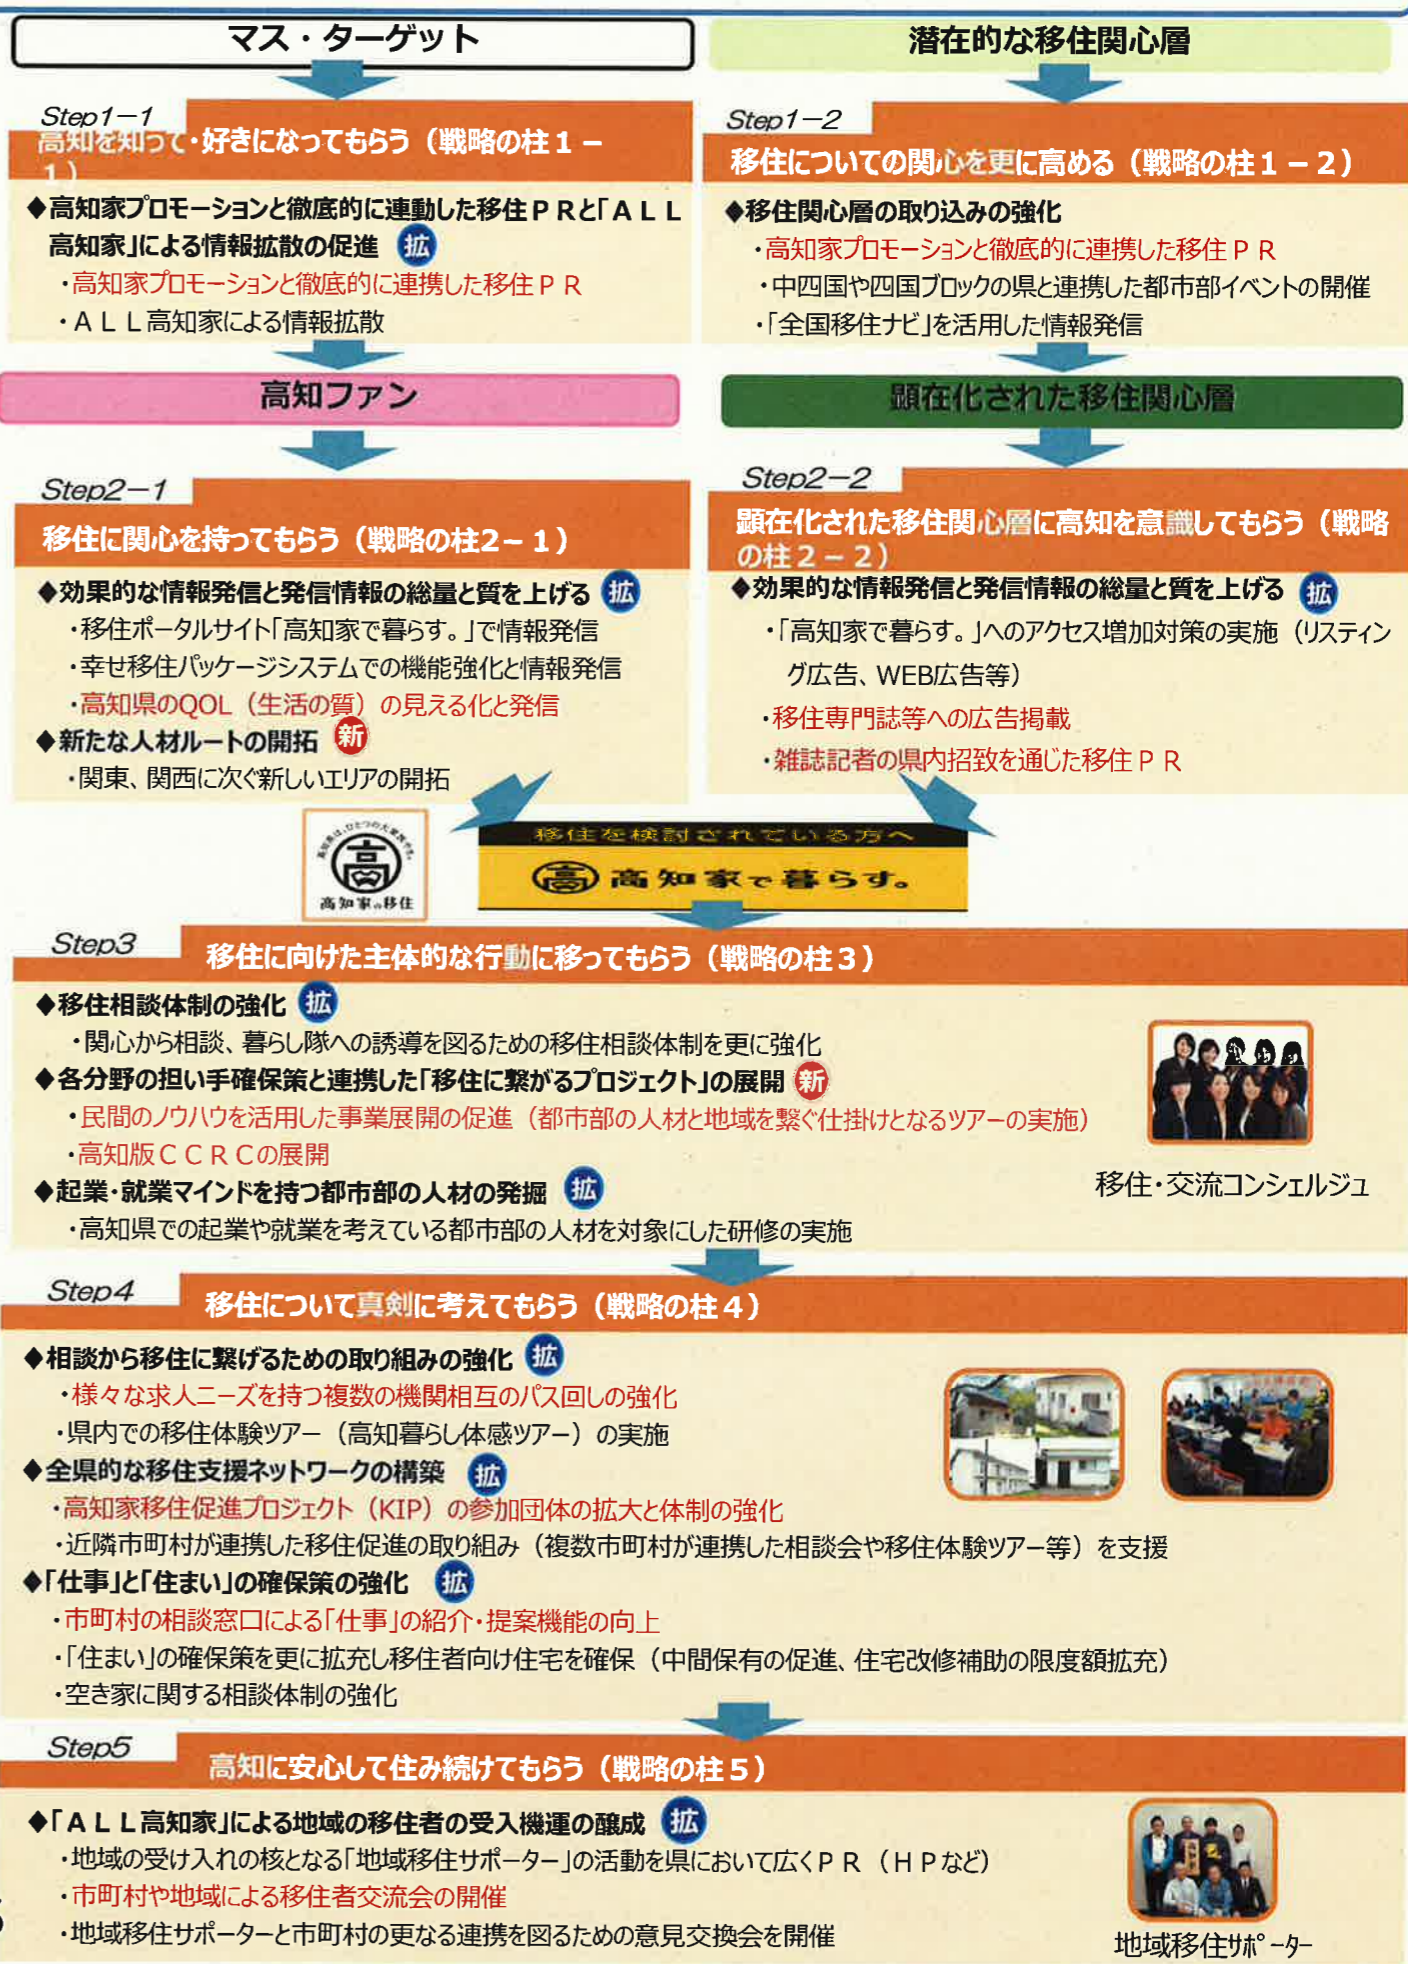 マス・ターゲット
Step1－1
高知を知って・好きになってもらう（戦略の柱１－
１）
◆高知家プロモーションと徹底的に連動した移住ＰＲと「ＡＬＬ
高知家」による情報拡散の促進 拡
・高知家プロモーションと徹底的に連携した移住ＰＲ
・ＡＬＬ高知家による情報拡散
高知ファン
Step2－1
移住に関心を持ってもらう（戦略の柱2－１）
◆効果的な情報発信と発信情報の総量と質を上げる 拡
・移住ポータルサイト「高知家で暮らす。」で情報発信
・幸せ移住パッケージシステムでの機能強化と情報発信
・高知県のQOL（生活の質）の見える化と発信
◆新たな人材ルートの開拓 新
・関東、関西に次ぐ新しいエリアの開拓
潜在的な移住関心層
Step1－2
移住についての関心を更に高める（戦略の柱１－２）
◆移住関心層の取り込みの強化
・高知家プロモーションと徹底的に連携した移住ＰＲ
・中四国や四国ブロックの県と連携した都市部イベントの開催
・「全国移住ナビ」を活用した情報発信
顕在化された移住関心層
Step2－2
顕在化された移住関心層に高知を意識してもらう（戦略
の柱２－２）
◆効果的な情報発信と発信情報の総量と質を上げる 拡
・「高知家で暮らす。」へのアクセス増加対策の実施（リスティン
グ広告、WEB広告等）
・移住専門誌等への広告掲載
・雑誌記者の県内招致を通じた移住ＰＲ
高知県は、ひとつの大家族やき。
高
高知家の移住
移住を検討されている方へ
高 高知家で暮らす。
Step3
移住に向けた主体的な行動に移ってもらう（戦略の柱３）
◆移住相談体制の強化 拡
・関心から相談、暮らし隊への誘導を図るための移住相談体制を更に強化
◆各分野の担い手確保策と連携した「移住に繋がるプロジェクト」の展開 新
・民間のノウハウを活用した事業展開の促進（都市部の人材と地域を繋ぐ仕掛けとなるツアーの実施）
・高知版ＣＣＲＣの展開
◆起業・就業マインドを持つ都市部の人材の発掘 拡
・高知県での起業や就業を考えている都市部の人材を対象にした研修の実施
移住・交流コンシェルジュ
Step4
移住について真剣に考えてもらう（戦略の柱４）
◆相談から移住に繋げるための取り組みの強化 拡
・様々な求人ニーズを持つ複数の機関相互のパス回しの強化
・県内での移住体験ツアー（高知暮らし体感ツアー）の実施
◆全県的な移住支援ネットワークの構築 拡
・高知家移住促進プロジェクト（KIP）の参加団体の拡大と体制の強化
・近隣市町村が連携した移住促進の取り組み（複数市町村が連携した相談会や移住体験ツアー等）を支援
◆「仕事」と「住まい」の確保策の強化 拡
・市町村の相談窓口による「仕事」の紹介・提案機能の向上
・「住まい」の確保策を更に拡充し移住者向け住宅を確保（中間保有の促進、住宅改修補助の限度額拡充）
・空き家に関する相談体制の強化
Step5
高知に安心して住み続けてもらう（戦略の柱５）
◆「ＡＬＬ高知家」による地域の移住者の受入機運の醸成 拡
・地域の受け入れの核となる「地域移住サポーター」の活動を県において広くＰＲ（ＨＰなど）
・市町村や地域による移住者交流会の開催
・地域移住サポーターと市町村の更なる連携を図るための意見交換会を開催
地域移住ｻﾎﾟｰﾀｰ